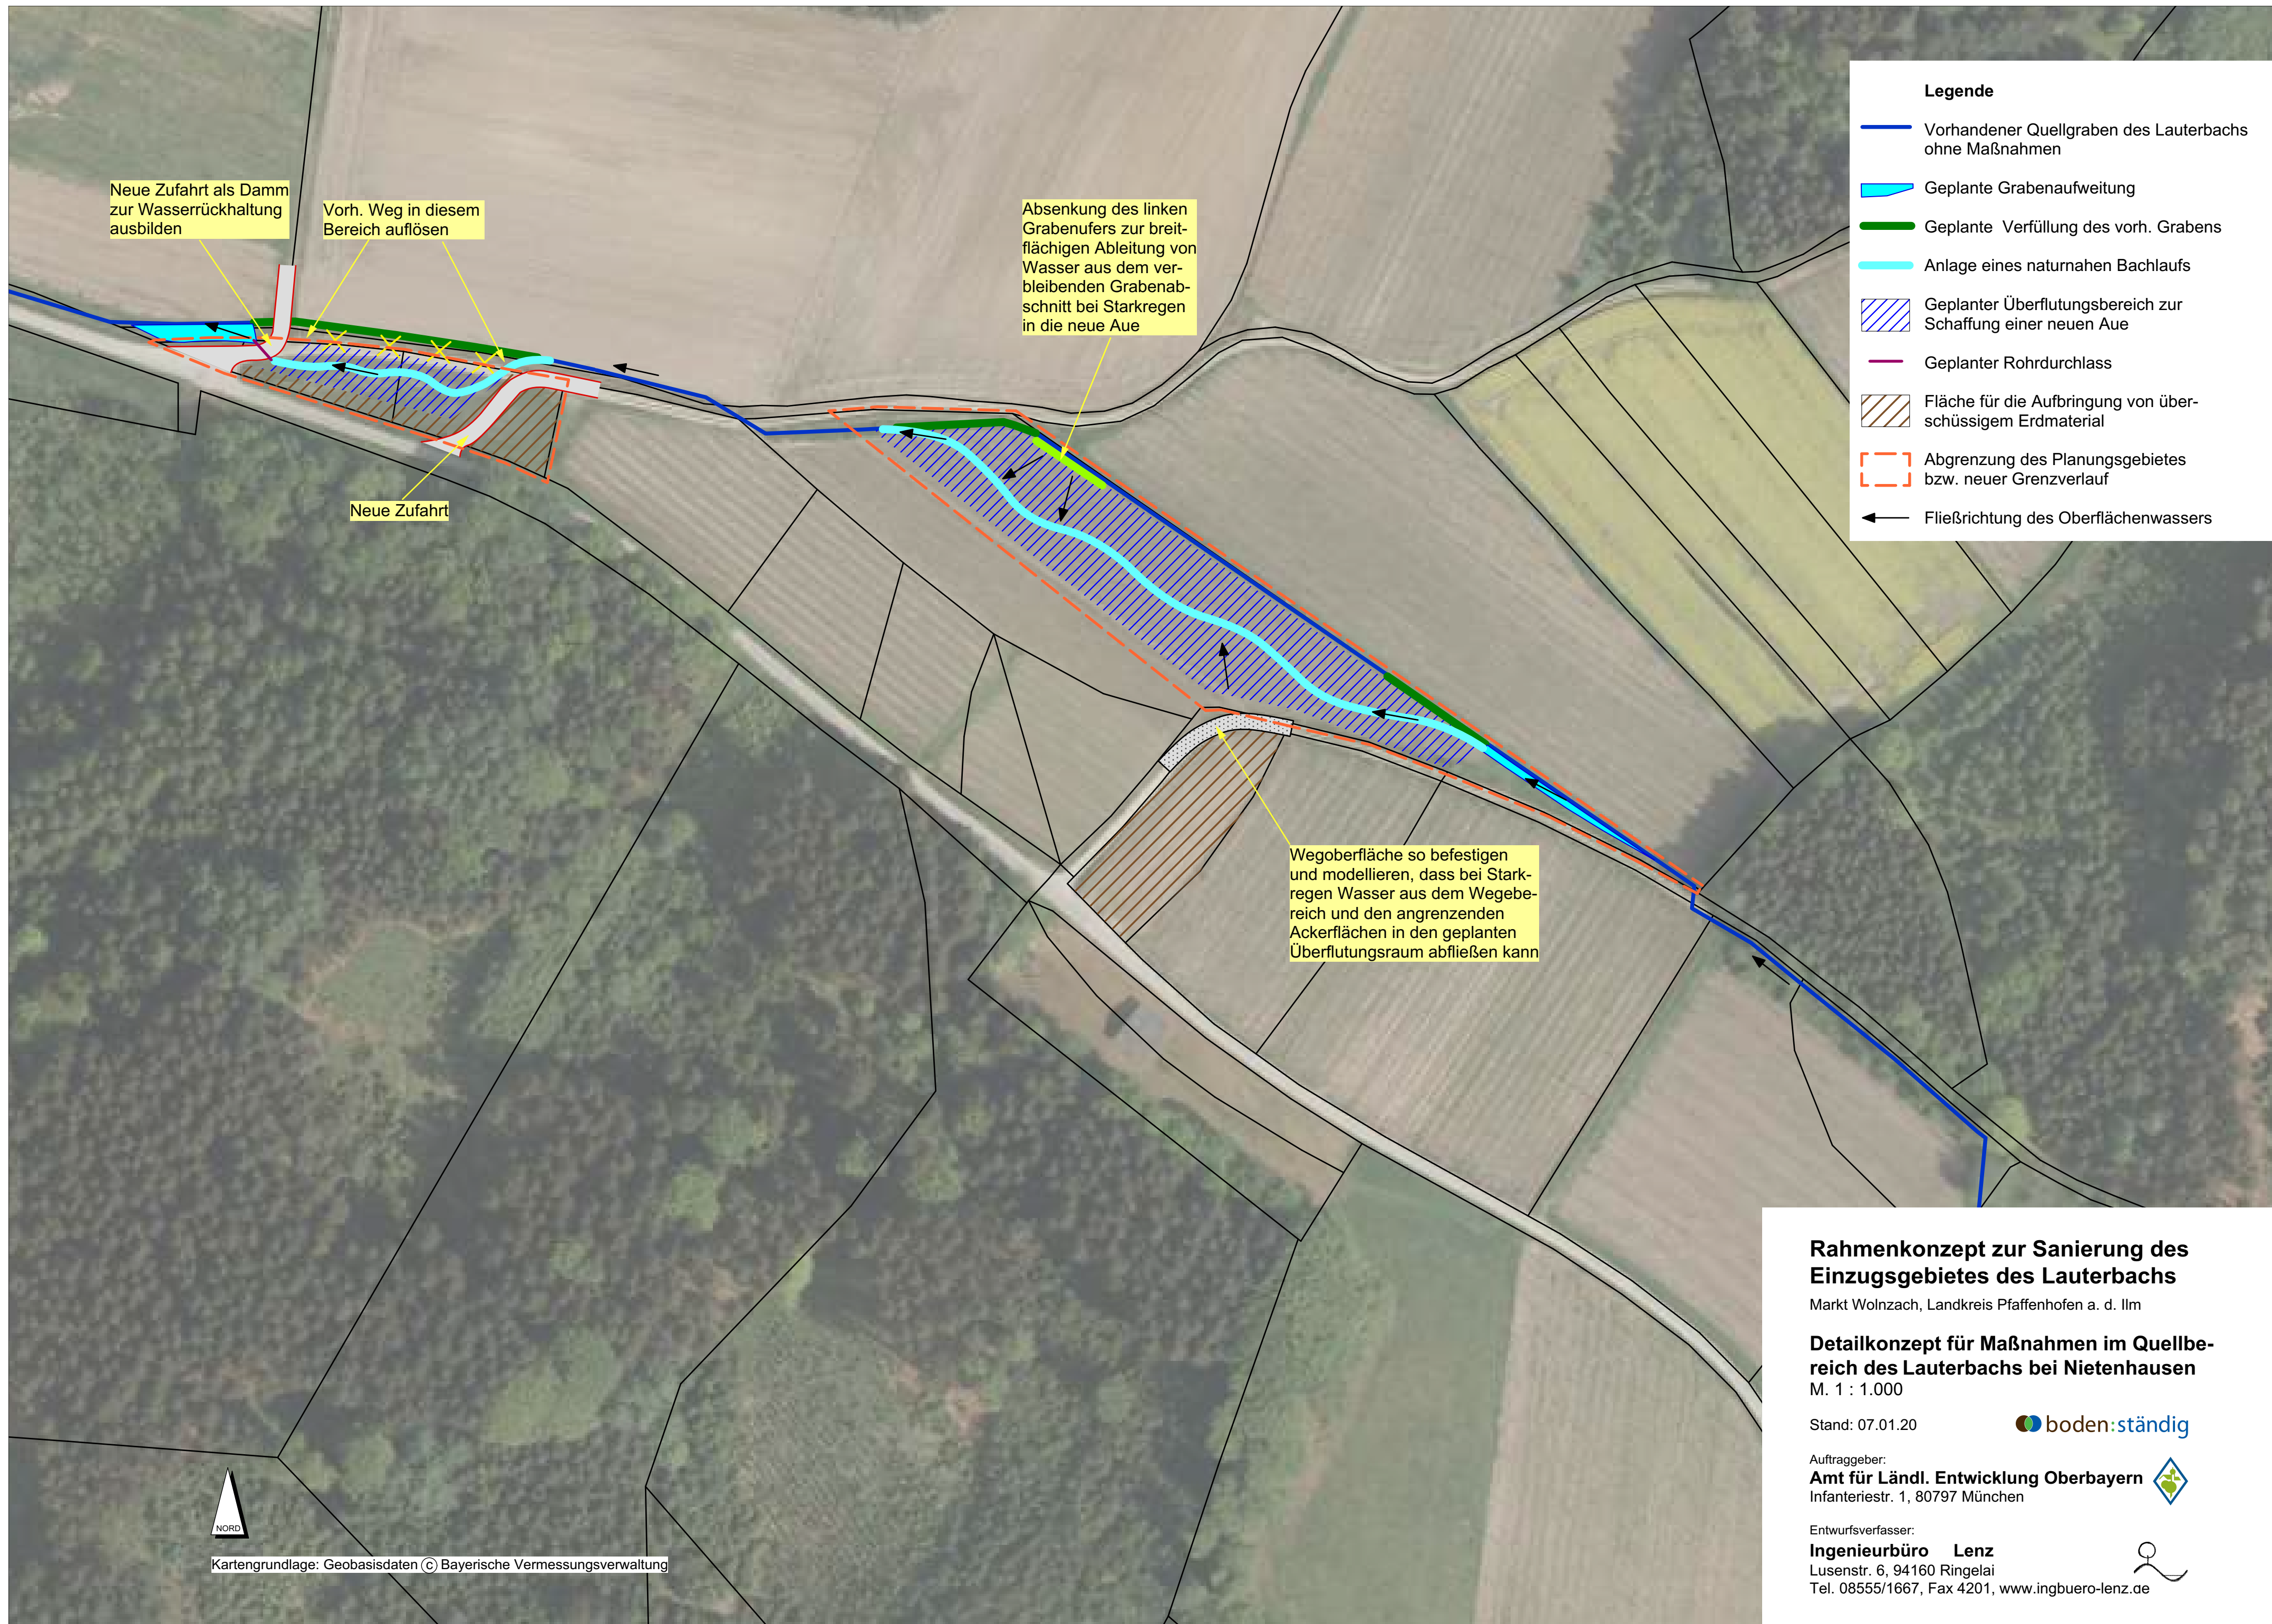 Neue Zufahrt als Damm
zur Wasserrückhaltung
ausbilden
Vorh. Weg in diesem
Bereich auflösen
Absenkung des linken
Grabenufers zur breit-
flächigen Ableitung von
Wasser aus dem ver-
bleibenden Grabenab-
schnitt bei Starkregen
in die neue Aue
Neue Zufahrt
Wegoberfläche so befestigen
und modellieren, dass bei Stark-
regen Wasser aus dem Wegebe-
reich und den angrenzenden
Ackerflächen in den geplanten
Überflutungsraum abfließen kann
Legende
Vorhandener Quellgraben des Lauterbachs
ohne Maßnahmen
Geplante Grabenaufweitung
Geplante Verfüllung des vorh. Grabens
Anlage eines naturnahen Bachlaufs
Geplanter Überflutungsbereich zur
Schaffung einer neuen Aue
Geplanter Rohrdurchlass
Fläche für die Aufbringung von über-
schüssigem Erdmaterial
Abgrenzung des Planungsgebietes
bzw. neuer Grenzverlauf
Fließrichtung des Oberflächenwassers
Rahmenkonzept zur Sanierung des
Einzugsgebietes des Lauterbachs
Markt Wolnzach, Landkreis Pfaffenhofen a. d. Ilm
Detailkonzept für Maßnahmen im Quellbe-
reich des Lauterbachs bei Nietenhausen
M. 1 : 1.000
Stand: 07.01.20
boden:ständig
Auftraggeber:
Amt für Ländl. Entwicklung Oberbayern
Infanteriestr. 1, 80797 München
Entwurfsverfasser:
Ingenieurbüro Lenz
Lusenstr. 6, 94160 Ringelai
Tel. 08555/1667, Fax 4201, www.ingbuero-lenz.de
NORD
Kartengrundlage: Geobasisdaten © Bayerische Vermessungsverwaltung